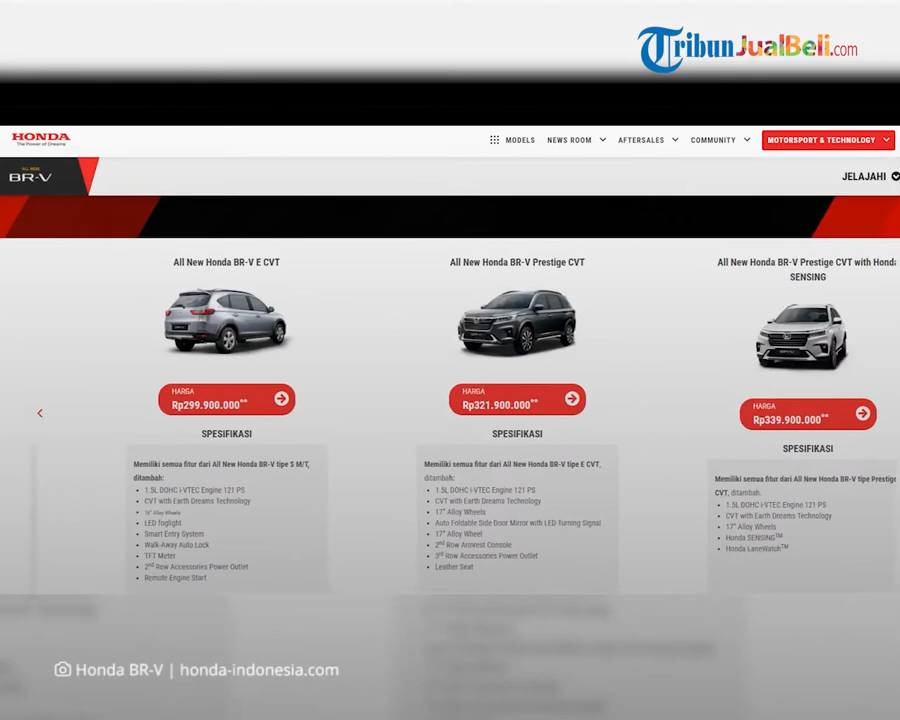 TribunJualBeli.com
HONDA
The Power of Dreams
MODELS
NEWS ROOM
AFTERSALES
COMMUNITY
MOTORSPORT & TECHNOLOGY
ALL NEW
BR-V
JELAJAHI
All New Honda BR-V E CVT
HARGA
Rp299.900.000**
SPESIFIKASI
Memiliki semua fitur dari All New Honda BR-V tipe S M/T,
ditambah:
• 1.5L DOHC i-VTEC Engine 121 PS
• CVT with Earth Dreams Technology
• 16" Alloy Wheels
• LED foglight
• Smart Entry System
• Walk-Away Auto Lock
• TFT Meter
• 2nd Row Accessories Power Outlet
• Remote Engine Start
All New Honda BR-V Prestige CVT
HARGA
Rp321.900.000**
SPESIFIKASI
Memiliki semua fitur dari All New Honda BR-V tipe E CVT,
ditambah:
• 1.5L DOHC i-VTEC Engine 121 PS
• CVT with Earth Dreams Technology
• 17" Alloy Wheels
• Auto Foldable Side Door Mirror with LED Turning Signal
• 17" Alloy Wheel
• 2nd Row Armrest Console
• 3rd Row Accessories Power Outlet
• Leather Seat
All New Honda BR-V Prestige CVT with Honda
SENSING
HARGA
Rp339.900.000**
SPESIFIKASI
Memiliki semua fitur dari All New Honda BR-V tipe Prestige
CVT, ditambah:
• 1.5L DOHC i-VTEC Engine 121 PS
• CVT with Earth Dreams Technology
• 17" Alloy Wheels
• Honda SENSING™
• Honda LaneWatch™
Honda BR-V | honda-indonesia.com